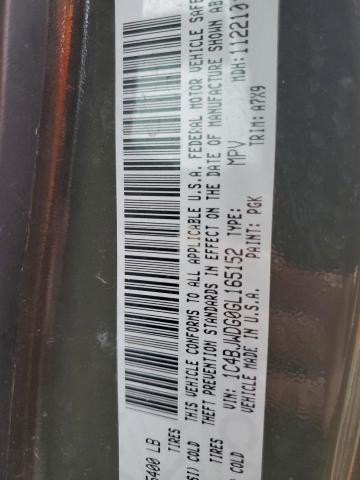 5400 LB
TIRES
SI) COLD
TIRES
COLD
THIS VEHICLE CONFORMS TO ALL APPLICABLE U.S.A. FEDERAL MOTOR VEHICLE SAFE
THEFT PREVENTION STANDARDS IN EFFECT ON THE DATE OF MANUFACTURE SHOWN AB
VIN: 1C4BJWDG0GL165152 TYPE: MPV MDH: 11221
VEHICLE MADE IN U.S.A. PAINT: PGK TRIM: A7X9